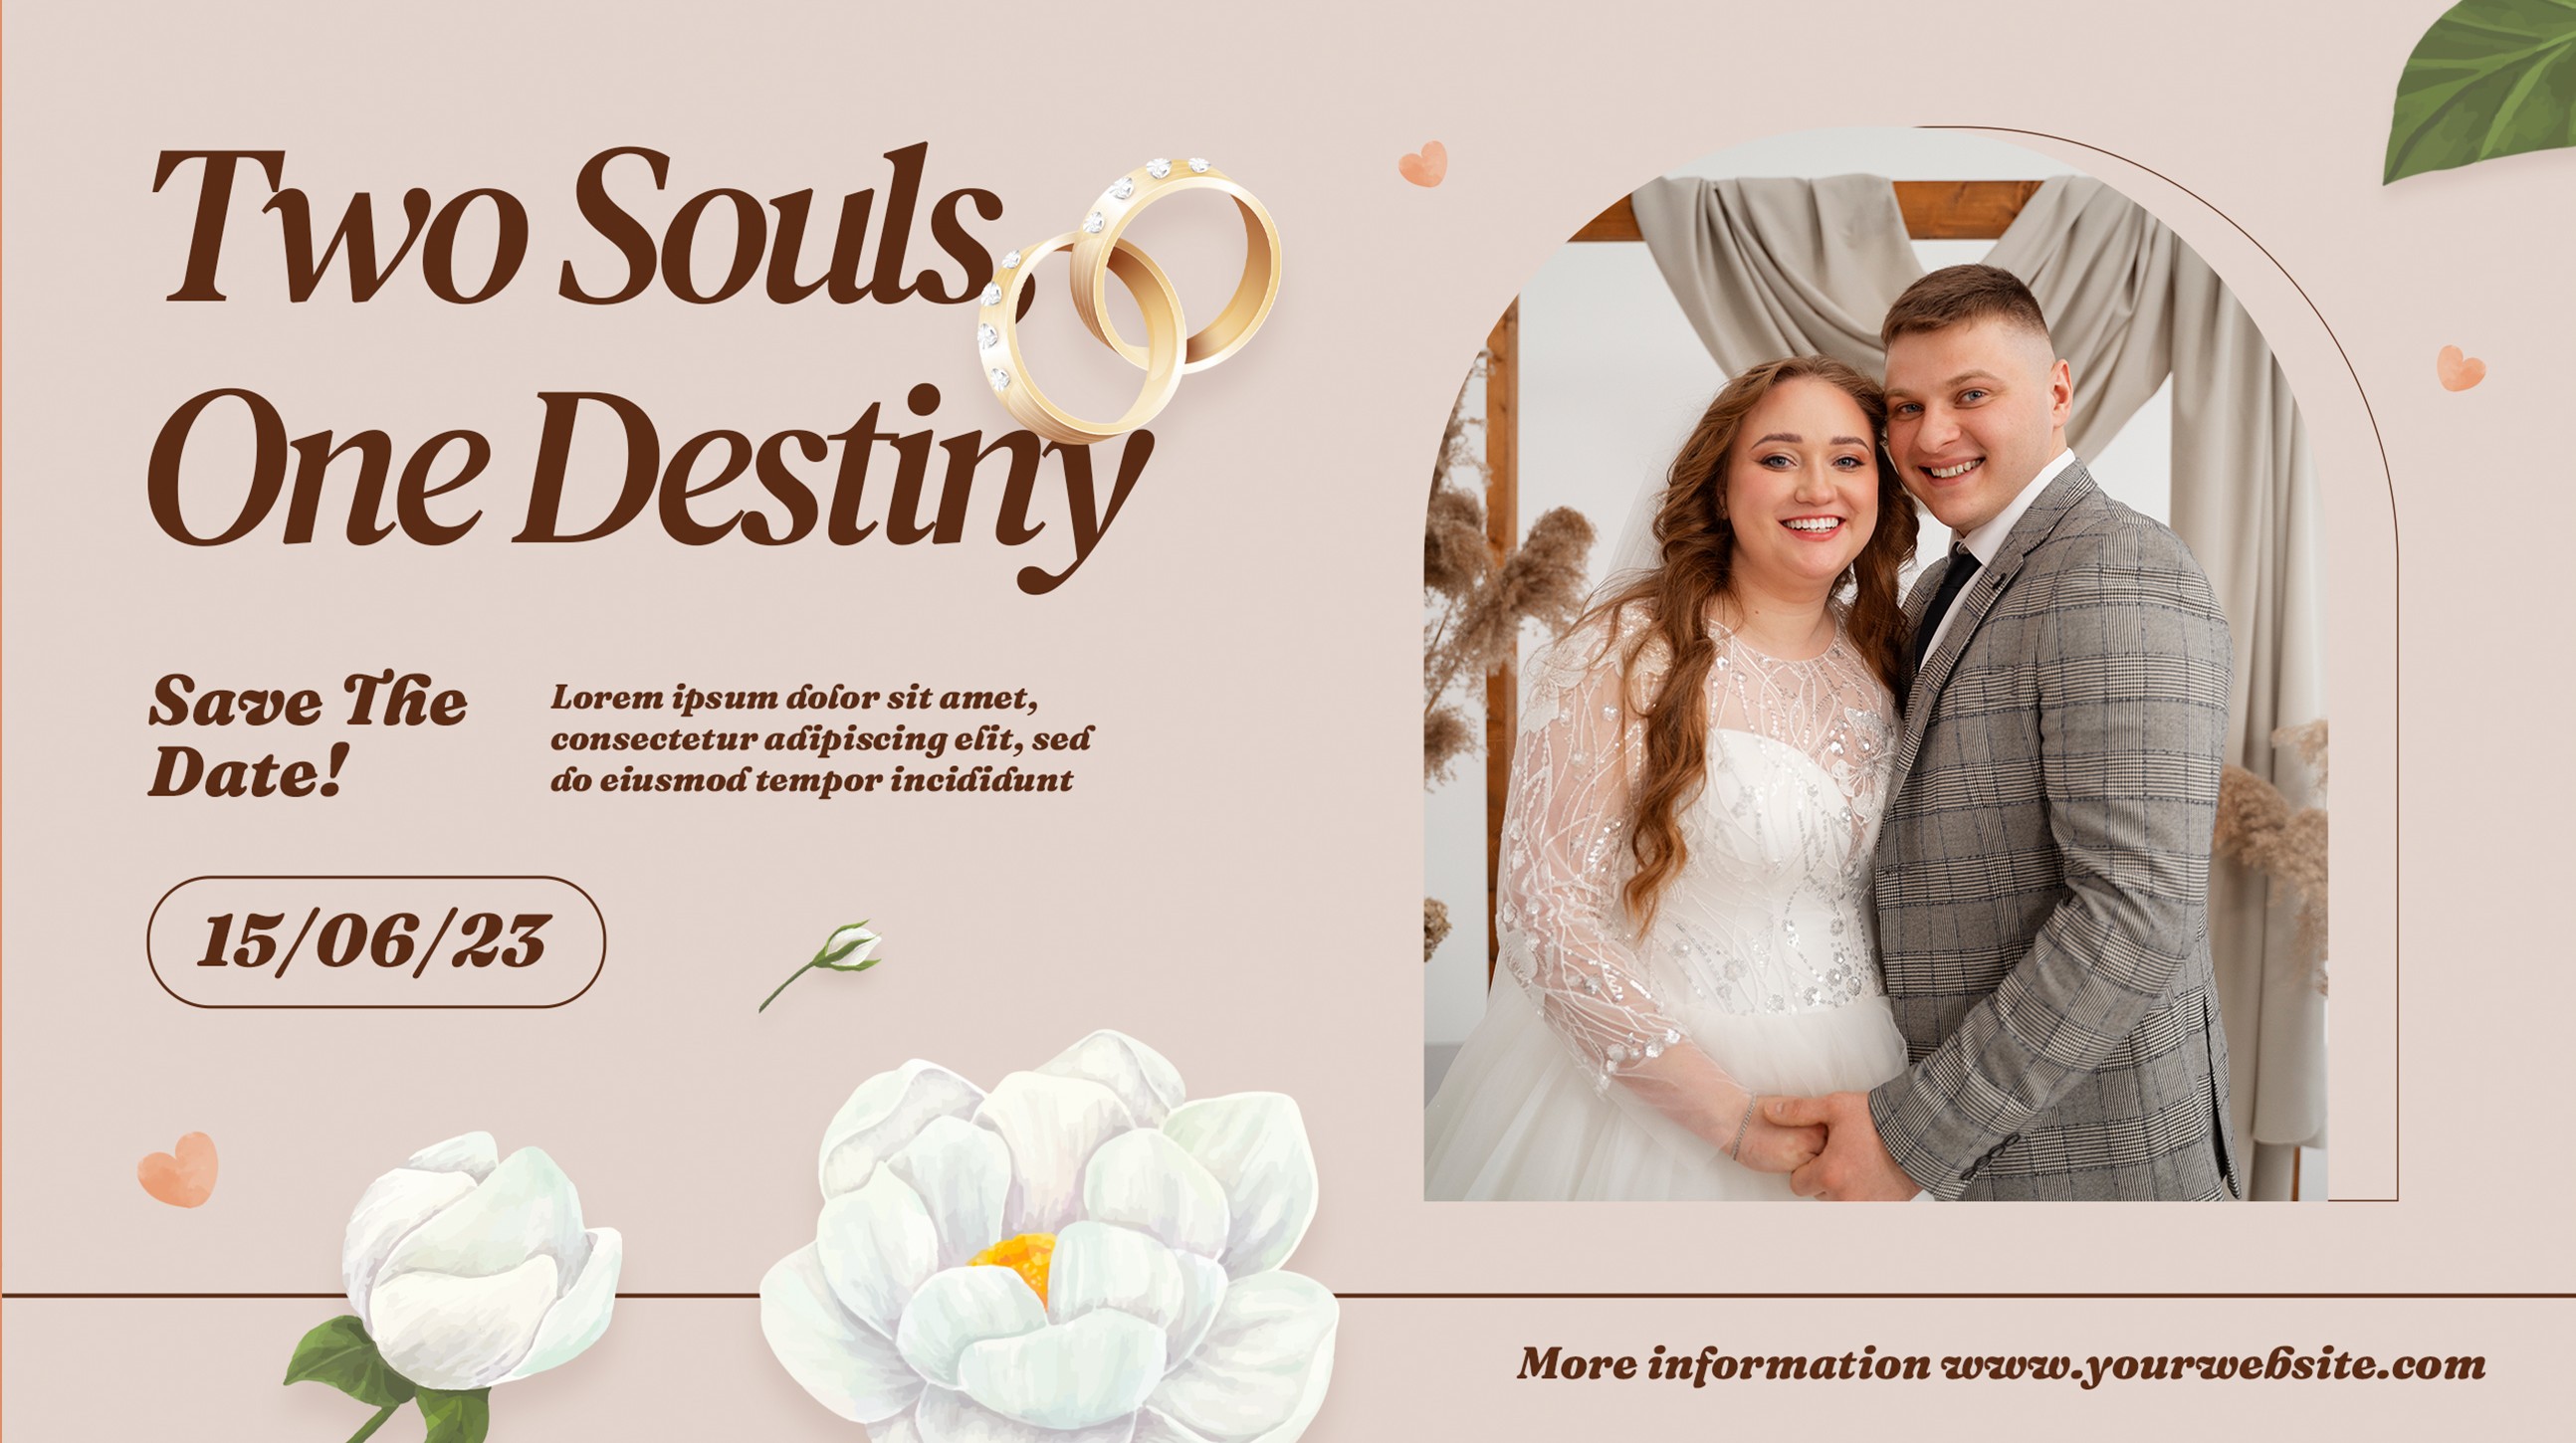 Two Souls,
One Destiny
Save The
Date!
Lorem ipsum dolor sit amet,
consectetur adipiscing elit, sed
do eiusmod tempor incididunt
15/06/23
More information www.yourwebsite.com